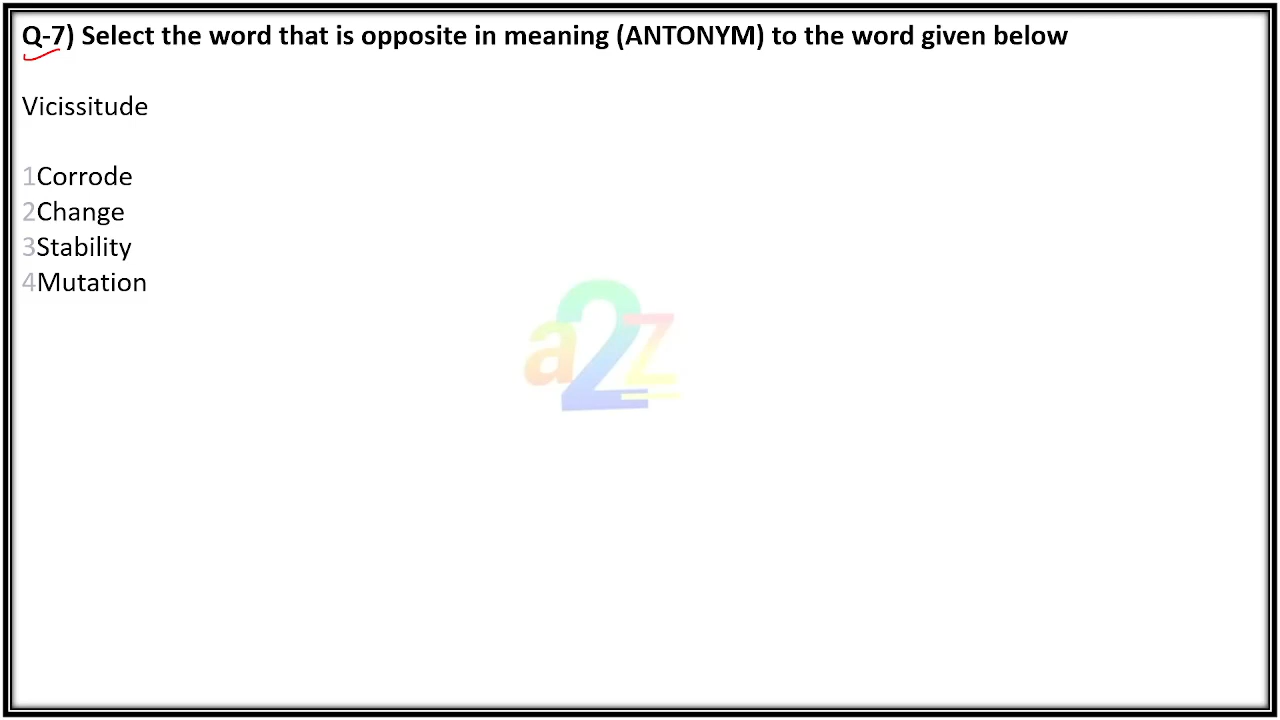 Q-7) Select the word that is opposite in meaning (ANTONYM) to the word given below
Vicissitude
1Corrode
2Change
3Stability
4Mutation
a2z